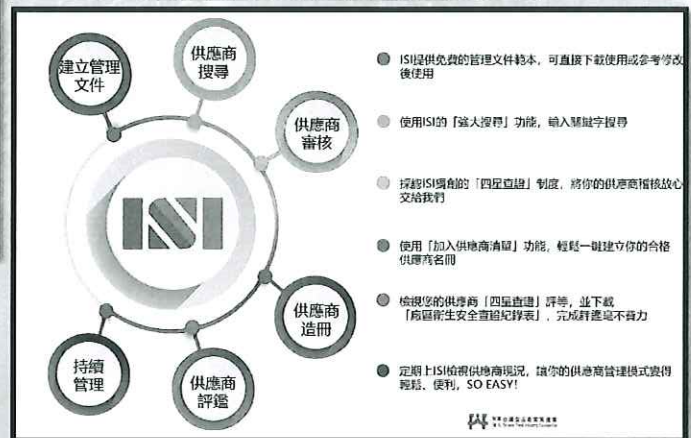 建立管理
文件
供應商
搜尋
供應商
審核
ISI
供應商
造冊
供應商
評鑑
持續
管理
ISI提供免費的管理文件範本，可直接下載使用或參考修改
後使用
使用ISI的「強大搜尋」功能，輸入關鍵字搜尋
採認ISI獨創的「四星查證」制度，將你的供應商稽核放心
交給我們
使用「加入供應商清單」功能，輕鬆一鍵建立你的合格
供應商名冊
檢視您的供應商「四星查證」評等，並下載
「廠區衛生安全查證紀錄表」，完成評鑑毫不費力
定期上ISI檢視供應商現況，讓你的供應商管理模式變得
輕鬆、便利，SO EASY!